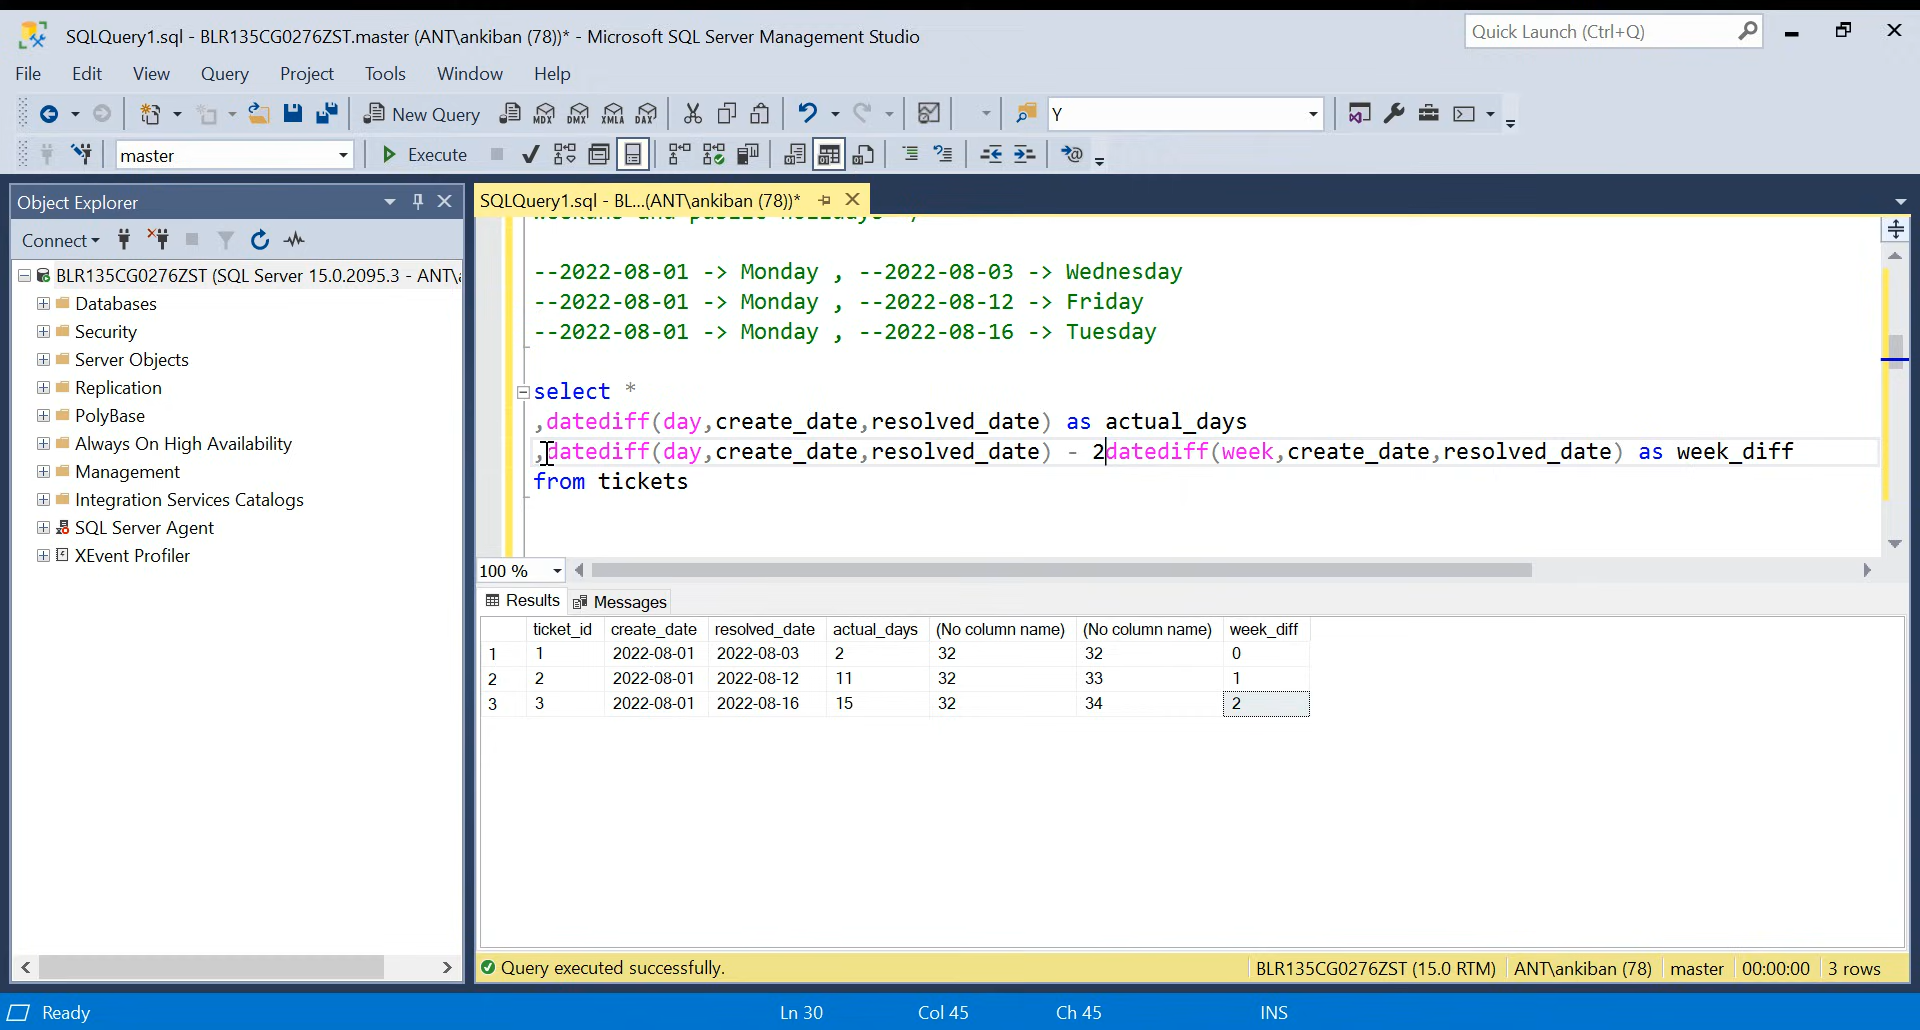 SQLQuery1.sql - BLR135CG0276ZST.master (ANT\ankiban (78))* - Microsoft SQL Server Management Studio
Quick Launch (Ctrl+Q)
File Edit View Query Project Tools Window Help
New Query MDX DMX XMLA DAX Y
master Execute
Object Explorer
SQLQuery1.sql - BL...(ANT\ankiban (78))*
Connect
BLR135CG0276ZST (SQL Server 15.0.2095.3 - ANT\
Databases
Security
Server Objects
Replication
PolyBase
Always On High Availability
Management
Integration Services Catalogs
SQL Server Agent
XEvent Profiler
--2022-08-01 -> Monday , --2022-08-03 -> Wednesday
--2022-08-01 -> Monday , --2022-08-12 -> Friday
--2022-08-01 -> Monday , --2022-08-16 -> Tuesday
select *
,datediff(day,create_date,resolved_date) as actual_days
,datediff(day,create_date,resolved_date) - 2datediff(week,create_date,resolved_date) as week_diff
from tickets
100 %
Results Messages
ticket_id create_date resolved_date actual_days (No column name) (No column name) week_diff
1 1 2022-08-01 2022-08-03 2 32 32 0
2 2 2022-08-01 2022-08-12 11 32 33 1
3 3 2022-08-01 2022-08-16 15 32 34 2
Query executed successfully. BLR135CG0276ZST (15.0 RTM) ANT\ankiban (78) master 00:00:00 3 rows
Ready Ln 30 Col 45 Ch 45 INS